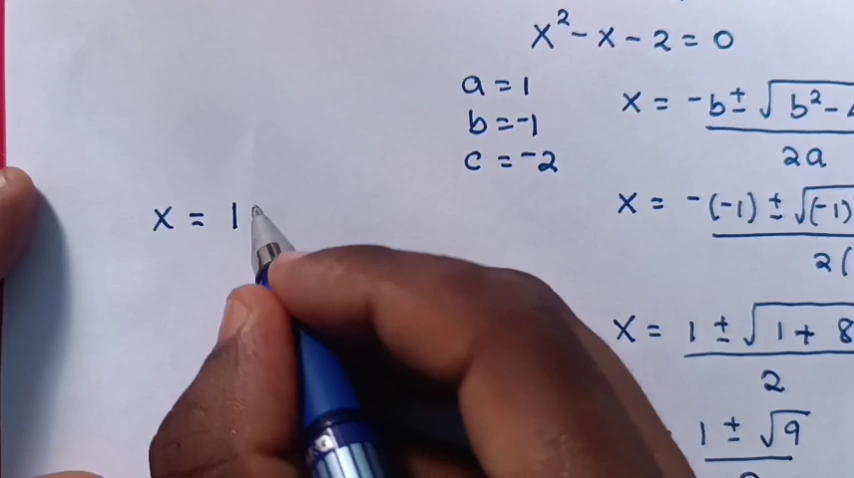 x² - x - 2 = 0
a = 1
b = -1
c = -2
x = -b ± √b² -
2a
x = -(-1) ± √(-1)
2(
x = 1 ± √1 + 8
2
1 ± √9
x = 1